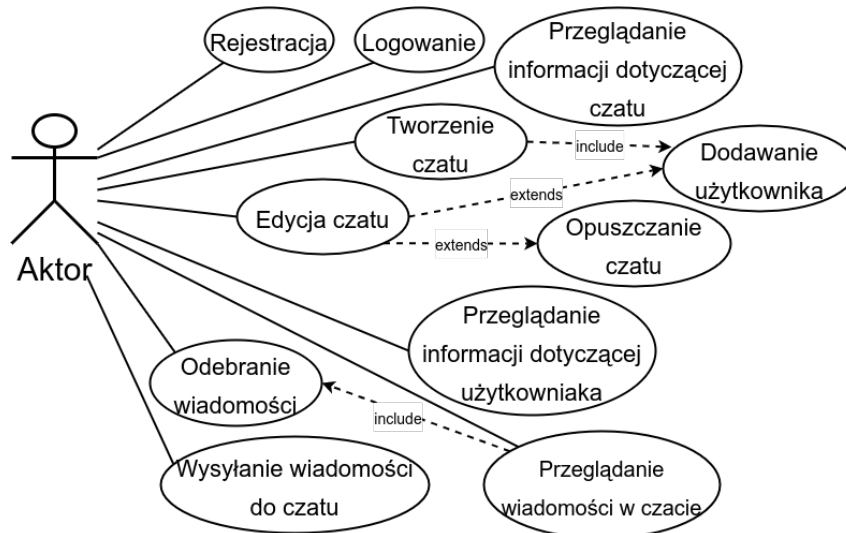 Rejestracja
Logowanie
Przeglądanie
informacji dotyczącej
czatu
Tworzenie
czatu
include
Dodawanie
użytkownika
extends
Edycja czatu
extends
Opuszczanie
czatu
Aktor
Przeglądanie
informacji dotyczącej
użytkowniaka
Odebranie
wiadomości
include
Wysyłanie wiadomości
do czatu
Przeglądanie
wiadomości w czacie